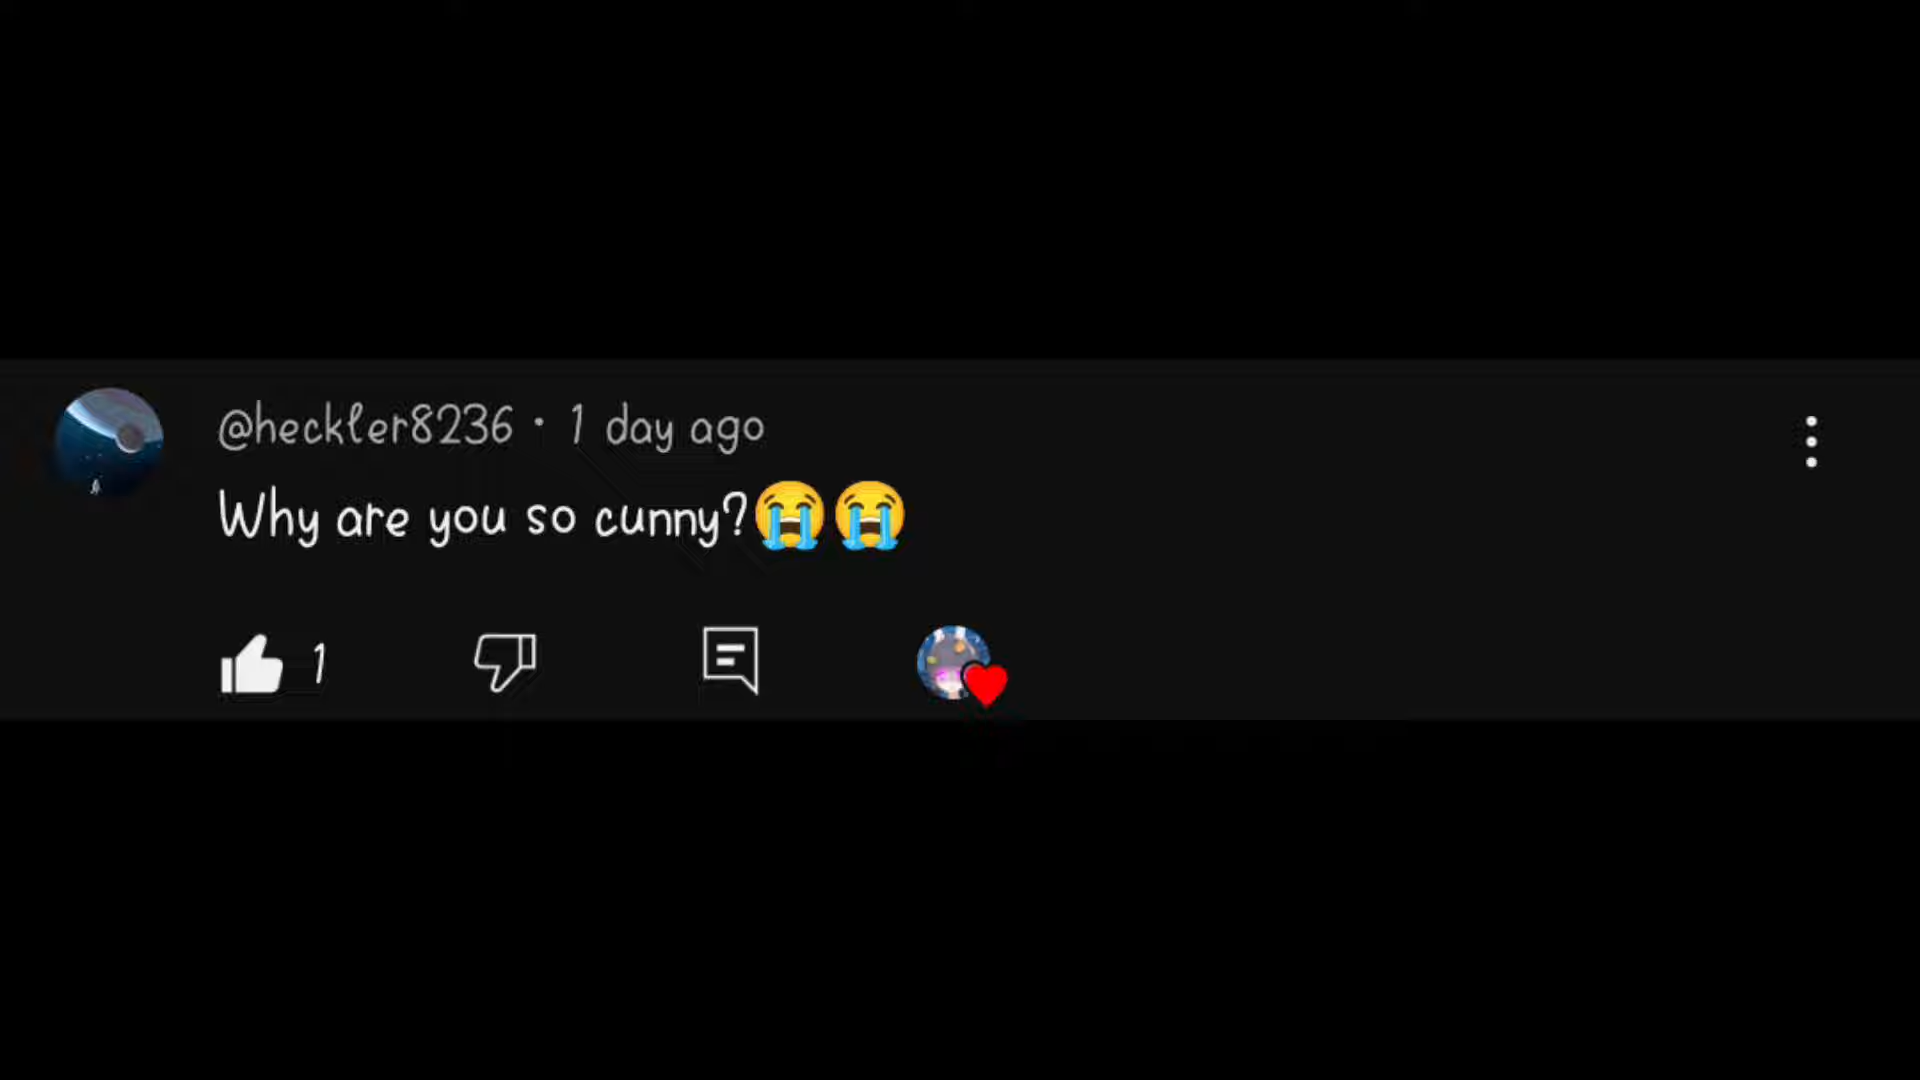 @heckler8236 · 1 day ago
Why are you so cunny?😭😭
1